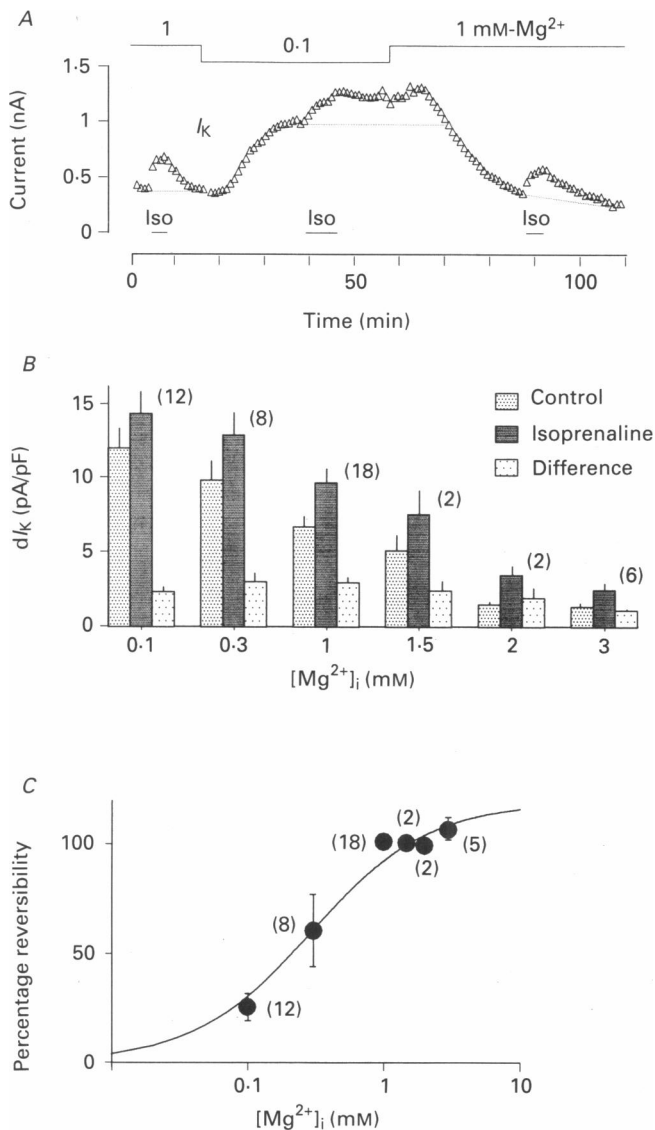 A
1
0·1
1 mM-Mg2+
1·5
1
0·5
0
Current (nA)
IK
Iso
Iso
Iso
0
50
100
Time (min)
B
15
10
5
0
dIK (pA/pF)
(12)
(8)
(18)
(2)
(2)
(6)
Control
Isoprenaline
Difference
0·1
0·3
1
1·5
2
3
[Mg2+]i (mM)
C
100
50
0
Percentage reversibility
(12)
(8)
(18)
(2)
(2)
(5)
0·1
1
10
[Mg2+]i (mM)